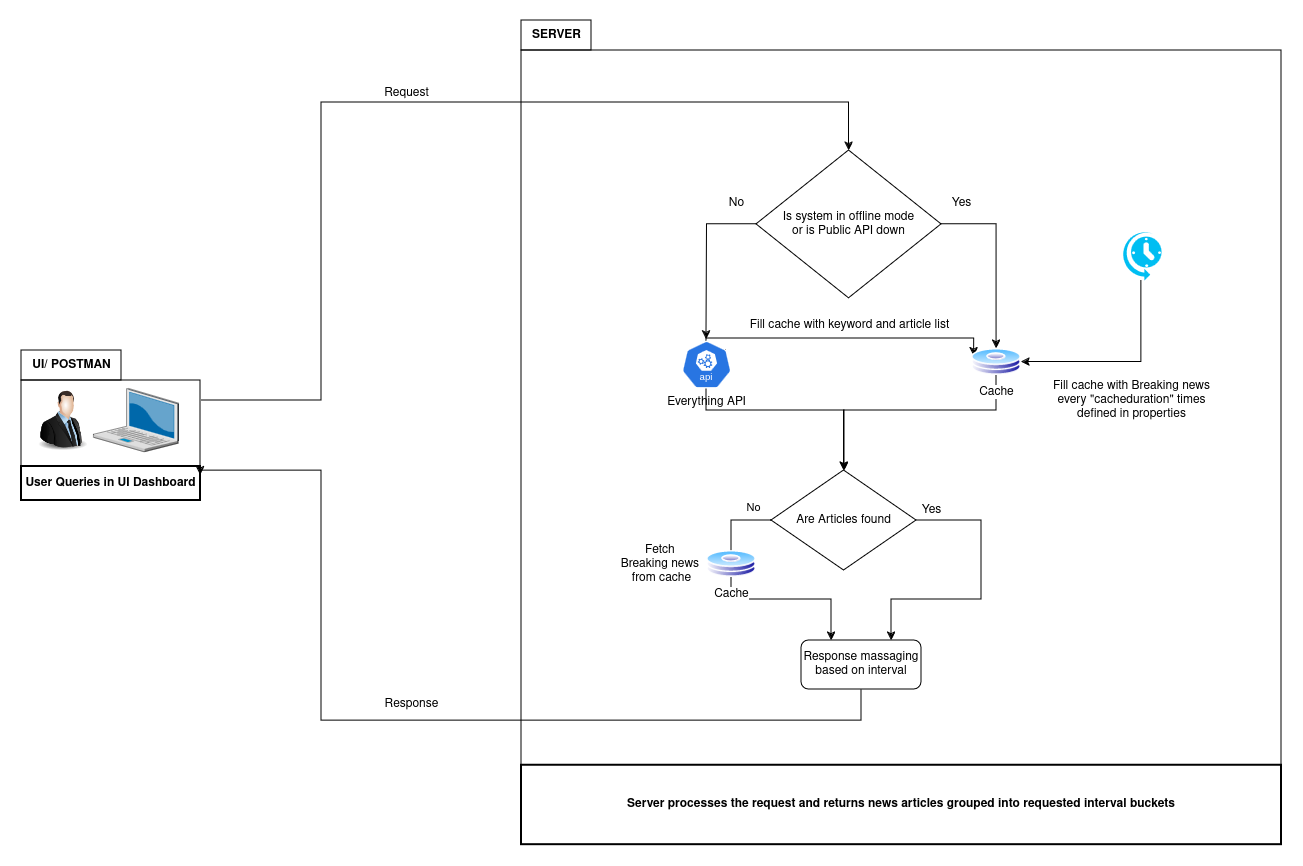 SERVER
Request
Is system in offline mode
or is Public API down
No
Yes
Fill cache with keyword and article list
api
Everything API
Cache
Fill cache with Breaking news
every "cacheduration" times
defined in properties
UI/ POSTMAN
User Queries in UI Dashboard
Are Articles found
No
Yes
Fetch
Breaking news
from cache
Cache
Response massaging
based on interval
Response
Server processes the request and returns news articles grouped into requested interval buckets